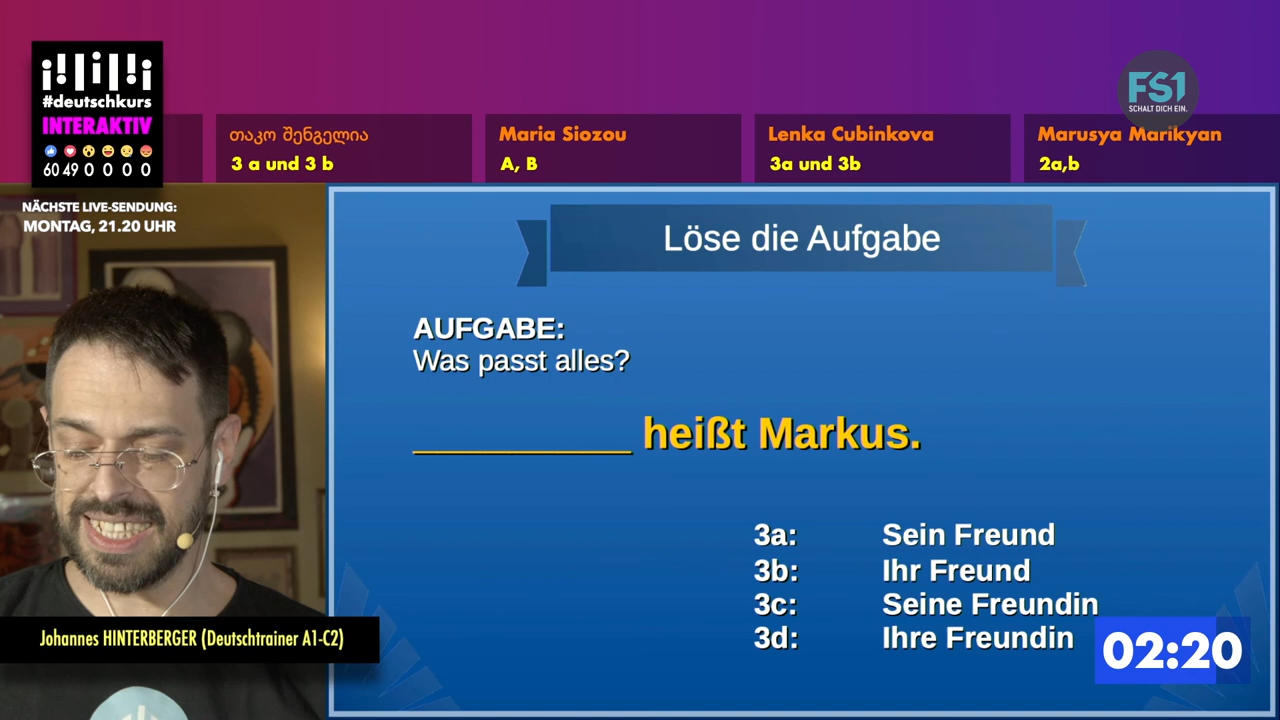 #deutschkurs
INTERAKTIV
60 49 0 0 0 0
FS1
SCHALT DICH EIN.
თაკო შენგელია
3 a und 3 b
Maria Siozou
A, B
Lenka Cubinkova
3a und 3b
Marusya Marikyan
2a,b
NÄCHSTE LIVE-SENDUNG:
MONTAG, 21.20 UHR
Löse die Aufgabe
AUFGABE:
Was passt alles?
__________ heißt Markus.
3a: Sein Freund
3b: Ihr Freund
3c: Seine Freundin
3d: Ihre Freundin
02:20
Johannes HINTERBERGER (Deutschtrainer A1-C2)